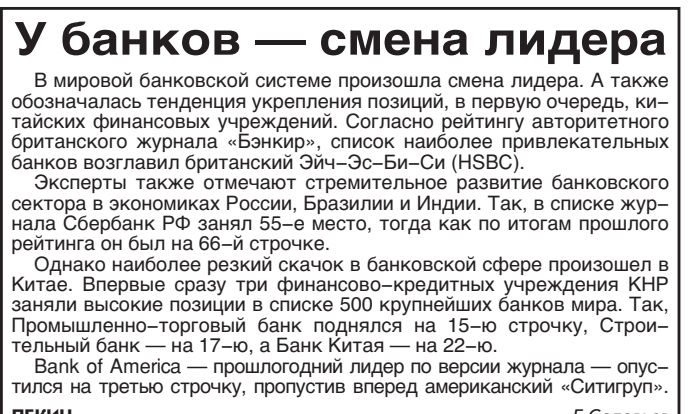 У банков — смена лидера
В мировой банковской системе произошла смена лидера. А также
обозначалась тенденция укрепления позиций, в первую очередь, ки–
тайских финансовых учреждений. Согласно рейтингу авторитетного
британского журнала «Бэнкир», список наиболее привлекательных
банков возглавил британский Эйч–Эс–Би–Си (HSBC).
Эксперты также отмечают стремительное развитие банковского
сектора в экономиках России, Бразилии и Индии. Так, в списке жур–
нала Сбербанк РФ занял 55–е место, тогда как по итогам прошлого
рейтинга он был на 66–й строчке.
Однако наиболее резкий скачок в банковской сфере произошел в
Китае. Впервые сразу три финансово–кредитных учреждения КНР
заняли высокие позиции в списке 500 крупнейших банков мира. Так,
Промышленно–торговый банк поднялся на 15–ю строчку, Строи–
тельный банк — на 17–ю, а Банк Китая — на 22–ю.
Bank of America — прошлогодний лидер по версии журнала — опус–
тился на третью строчку, пропустив вперед американский «Ситигруп».